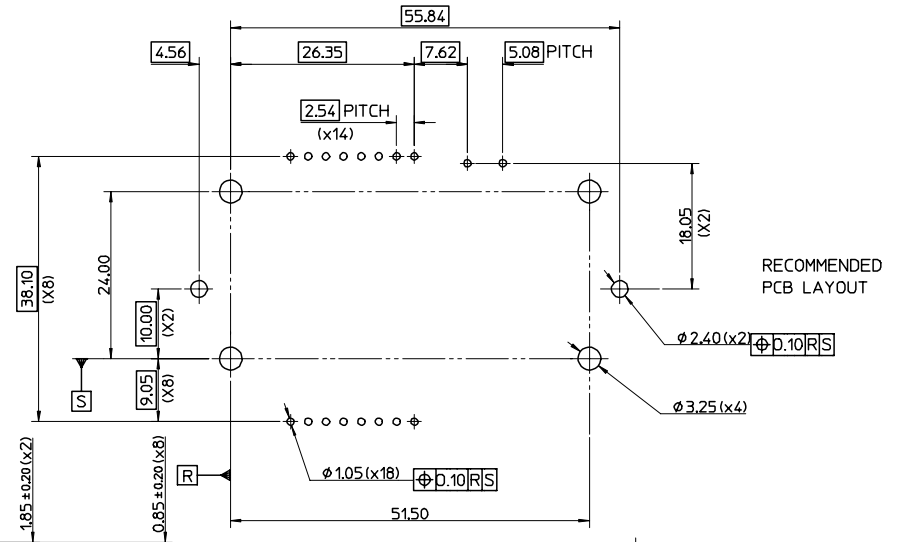 55.84
4.56
26.35
7.62
5.08 PITCH
2.54 PITCH
(x14)
38.10
(X8)
24.00
10.00
(X2)
9.05
(X8)
18.05
(X2)
RECOMMENDED
PCB LAYOUT
⌀2.40(x2)
⌖ 0.10 R S
S
⌀3.25(x4)
R
⌀1.05(x18)
⌖ 0.10 R S
1.85 ±0.20 (x2)
0.85 ±0.20 (x8)
51.50